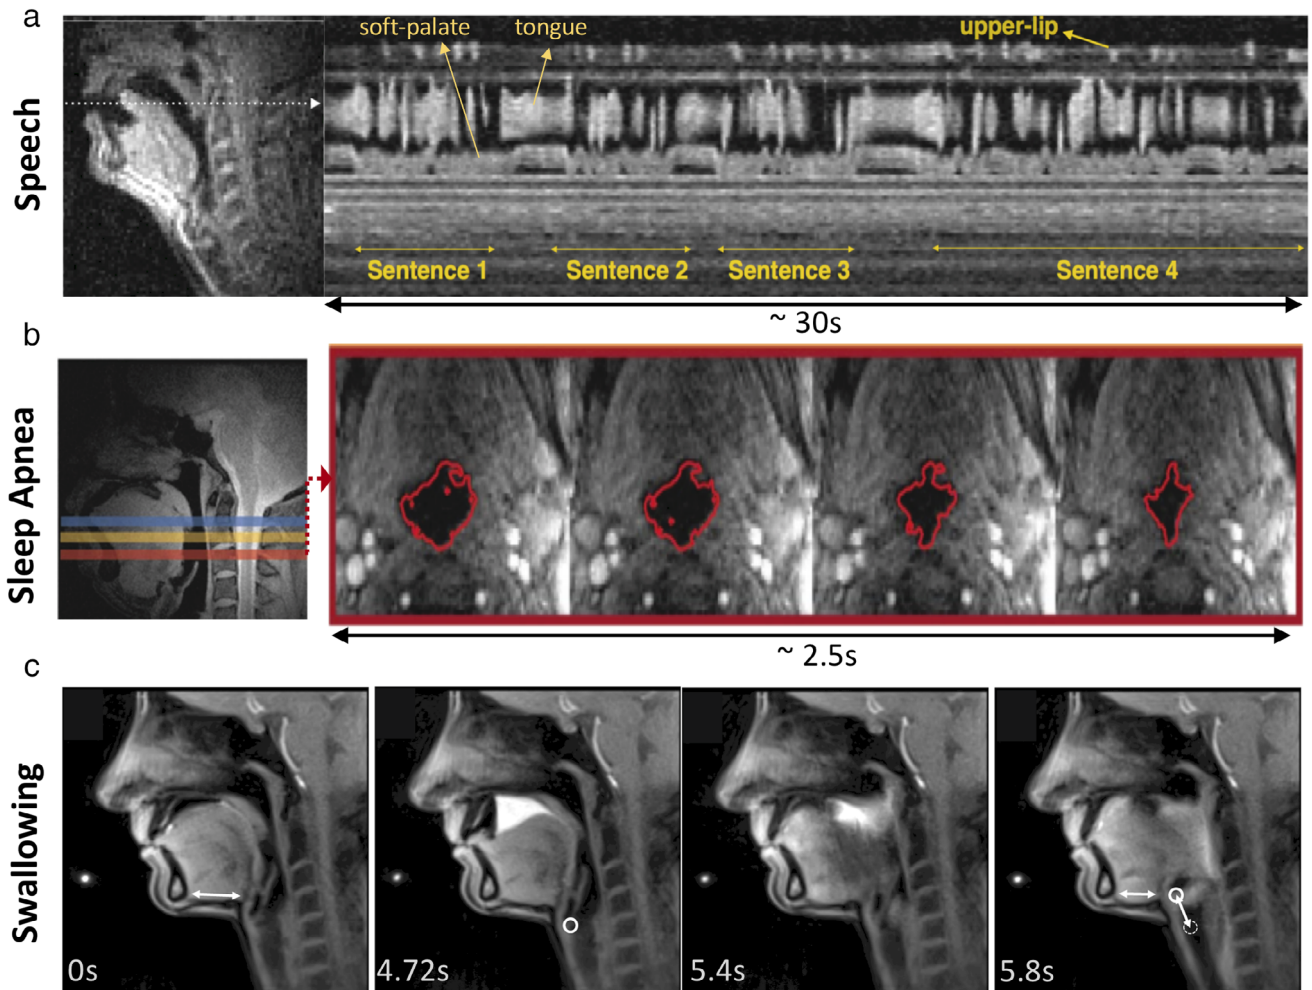 a
Speech
soft-palate
tongue
upper-lip
Sentence 1
Sentence 2
Sentence 3
Sentence 4
~ 30s
b
Sleep Apnea
~ 2.5s
c
Swallowing
0s
4.72s
5.4s
5.8s